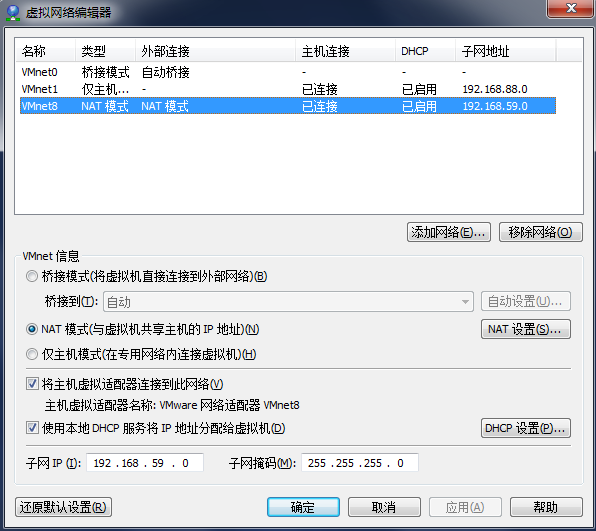 虚拟网络编辑器
名称 类型 外部连接 主机连接 DHCP 子网地址
VMnet0 桥接模式 自动桥接 - - -
VMnet1 仅主机... - 已连接 已启用 192.168.88.0
VMnet8 NAT 模式 NAT 模式 已连接 已启用 192.168.59.0
添加网络(E)... 移除网络(O)
VMnet 信息
桥接模式(将虚拟机直接连接到外部网络)(B)
桥接到(T): 自动 自动设置(U)...
NAT 模式(与虚拟机共享主机的 IP 地址)(N) NAT 设置(S)...
仅主机模式(在专用网络内连接虚拟机)(H)
将主机虚拟适配器连接到此网络(V)
主机虚拟适配器名称: VMware 网络适配器 VMnet8
使用本地 DHCP 服务将 IP 地址分配给虚拟机(D) DHCP 设置(P)...
子网 IP (I): 192 .168 . 59 . 0 子网掩码(M): 255 .255 .255 . 0
还原默认设置(R) 确定 取消 应用(A) 帮助